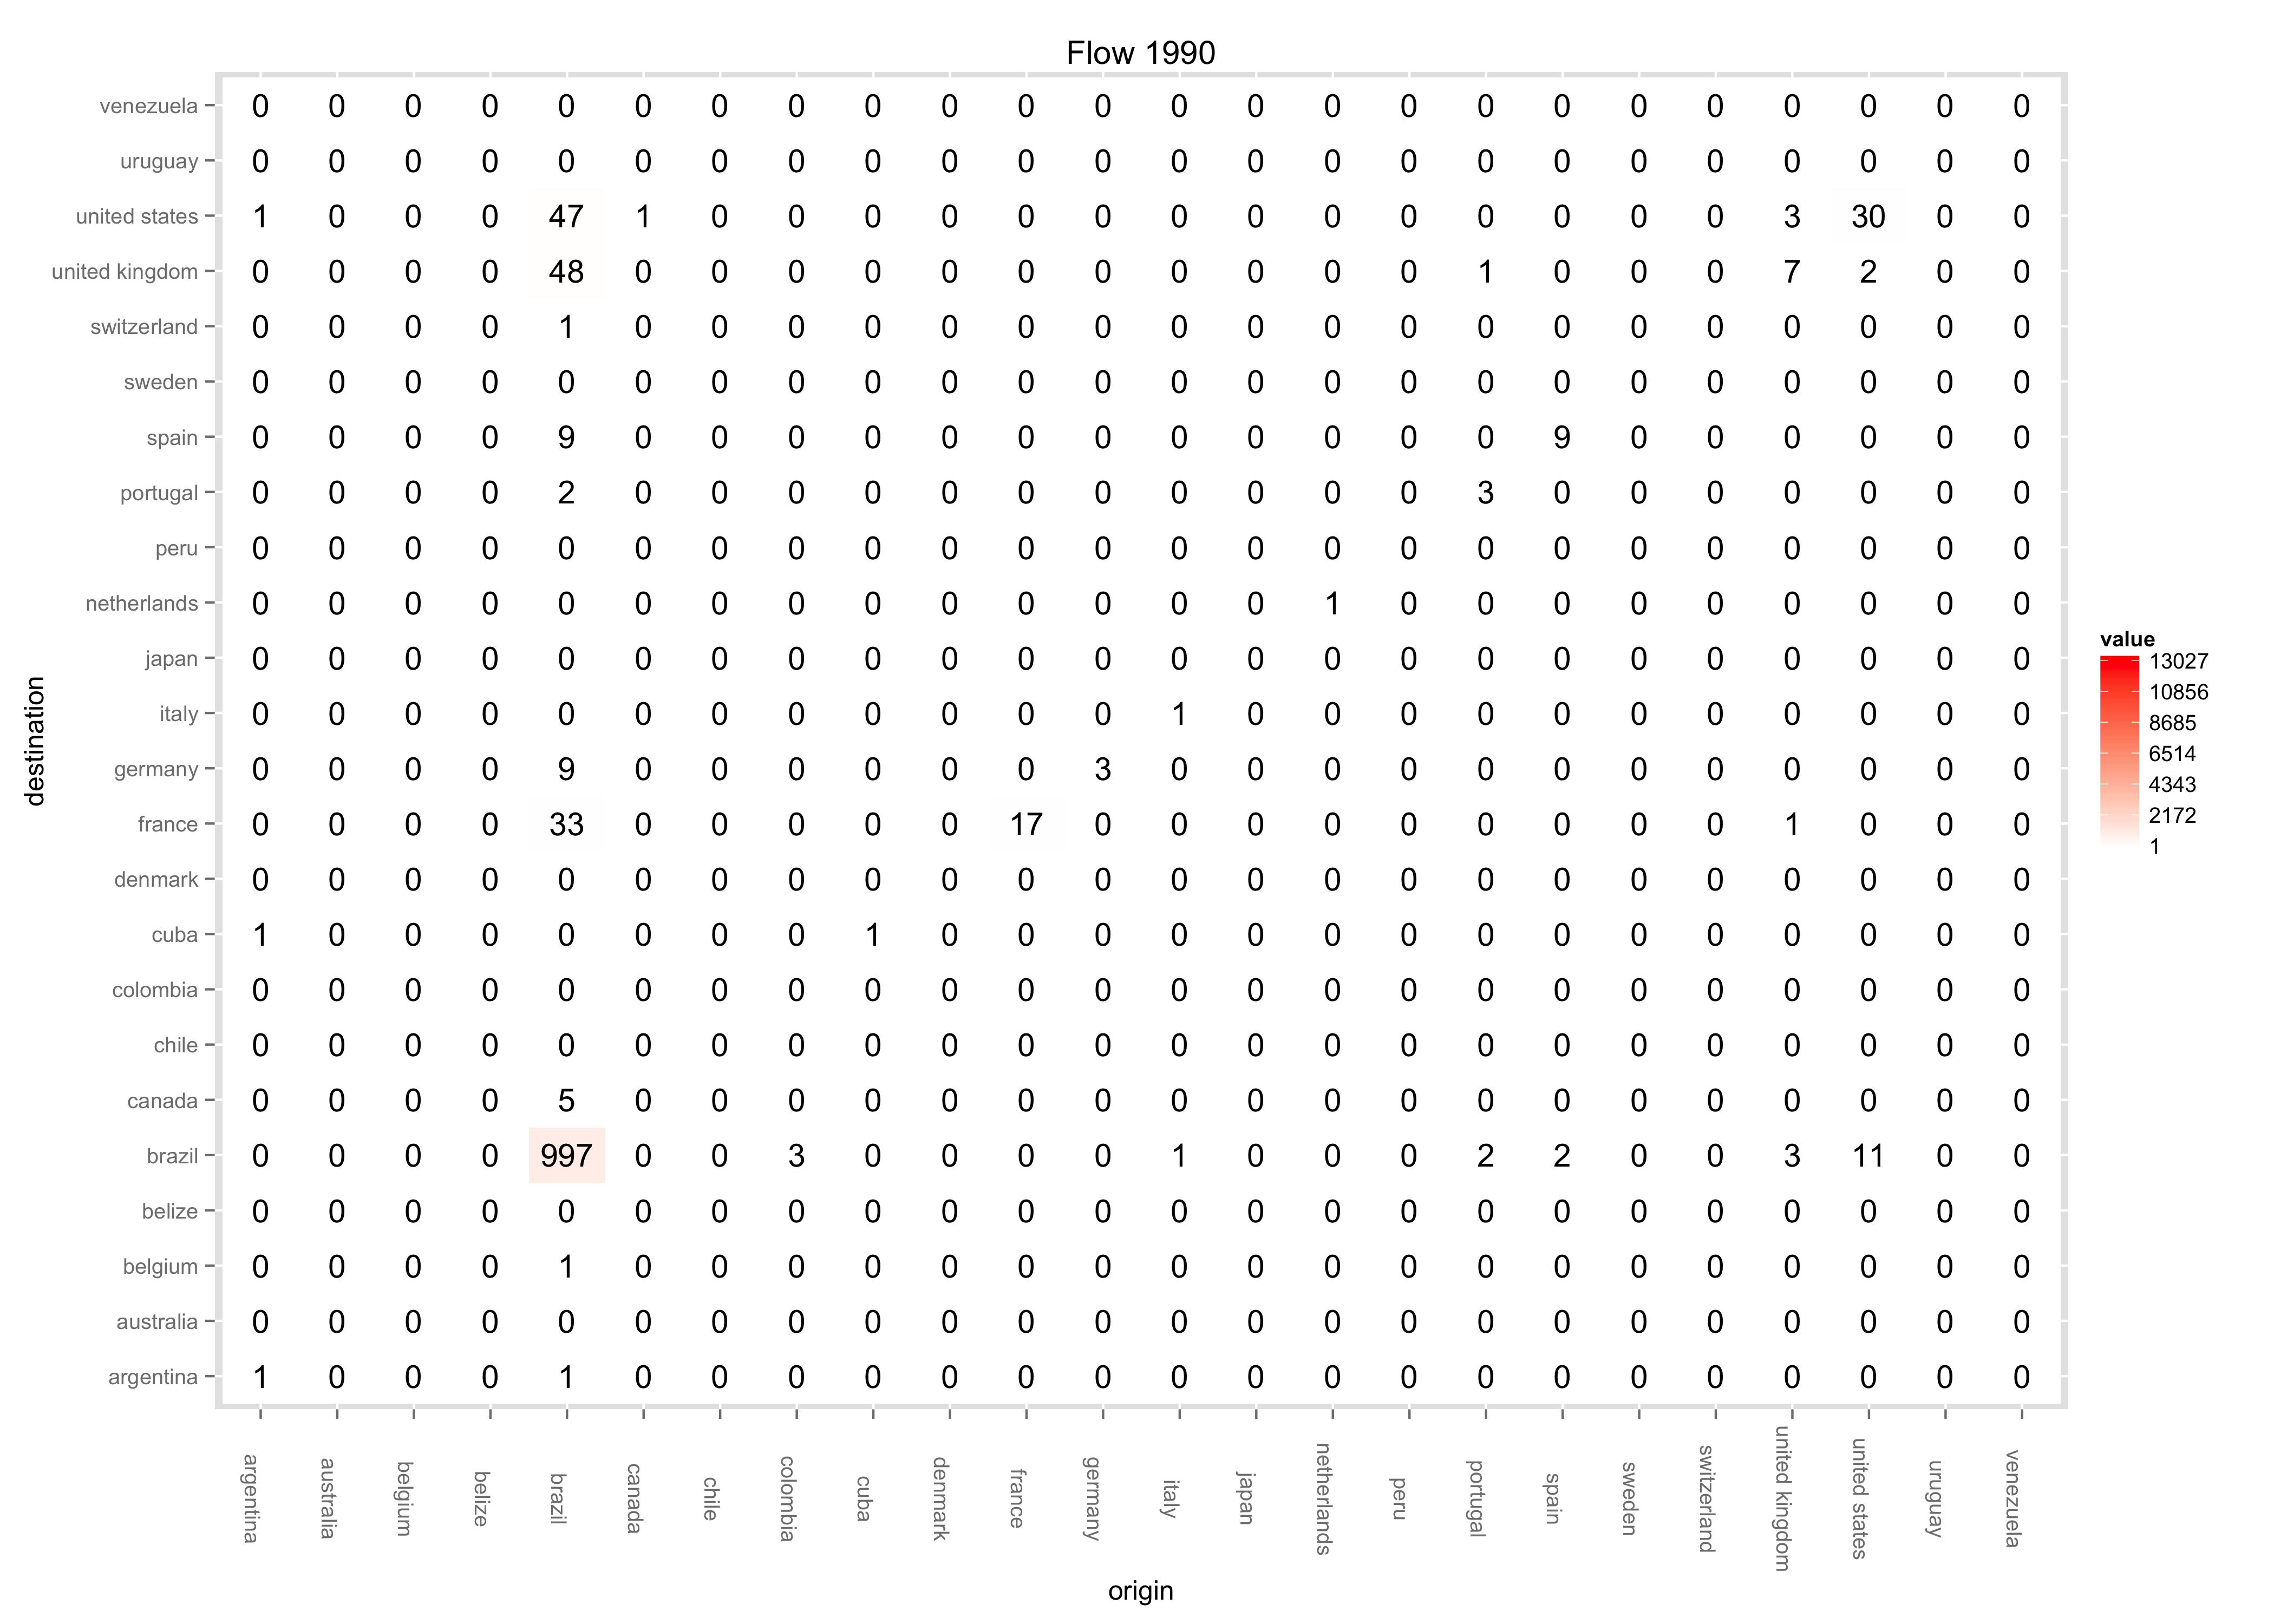 Flow 1990
venezuela 0 0 0 0 0 0 0 0 0 0 0 0 0 0 0 0 0 0 0 0 0 0 0 0
uruguay 0 0 0 0 0 0 0 0 0 0 0 0 0 0 0 0 0 0 0 0 0 0 0 0
united states 1 0 0 0 47 1 0 0 0 0 0 0 0 0 0 0 0 0 0 0 3 30 0 0
united kingdom 0 0 0 0 48 0 0 0 0 0 0 0 0 0 0 0 1 0 0 0 7 2 0 0
switzerland 0 0 0 0 1 0 0 0 0 0 0 0 0 0 0 0 0 0 0 0 0 0 0 0
sweden 0 0 0 0 0 0 0 0 0 0 0 0 0 0 0 0 0 0 0 0 0 0 0 0
spain 0 0 0 0 9 0 0 0 0 0 0 0 0 0 0 0 0 9 0 0 0 0 0 0
portugal 0 0 0 0 2 0 0 0 0 0 0 0 0 0 0 0 3 0 0 0 0 0 0 0
peru 0 0 0 0 0 0 0 0 0 0 0 0 0 0 0 0 0 0 0 0 0 0 0 0
netherlands 0 0 0 0 0 0 0 0 0 0 0 0 0 0 1 0 0 0 0 0 0 0 0 0
japan 0 0 0 0 0 0 0 0 0 0 0 0 0 0 0 0 0 0 0 0 0 0 0 0
italy 0 0 0 0 0 0 0 0 0 0 0 0 1 0 0 0 0 0 0 0 0 0 0 0
germany 0 0 0 0 9 0 0 0 0 0 0 3 0 0 0 0 0 0 0 0 0 0 0 0
france 0 0 0 0 33 0 0 0 0 0 17 0 0 0 0 0 0 0 0 0 1 0 0 0
denmark 0 0 0 0 0 0 0 0 0 0 0 0 0 0 0 0 0 0 0 0 0 0 0 0
cuba 1 0 0 0 0 0 0 0 1 0 0 0 0 0 0 0 0 0 0 0 0 0 0 0
colombia 0 0 0 0 0 0 0 0 0 0 0 0 0 0 0 0 0 0 0 0 0 0 0 0
chile 0 0 0 0 0 0 0 0 0 0 0 0 0 0 0 0 0 0 0 0 0 0 0 0
canada 0 0 0 0 5 0 0 0 0 0 0 0 0 0 0 0 0 0 0 0 0 0 0 0
brazil 0 0 0 0 997 0 0 3 0 0 0 0 1 0 0 0 2 2 0 0 3 11 0 0
belize 0 0 0 0 0 0 0 0 0 0 0 0 0 0 0 0 0 0 0 0 0 0 0 0
belgium 0 0 0 0 1 0 0 0 0 0 0 0 0 0 0 0 0 0 0 0 0 0 0 0
australia 0 0 0 0 0 0 0 0 0 0 0 0 0 0 0 0 0 0 0 0 0 0 0 0
argentina 1 0 0 0 1 0 0 0 0 0 0 0 0 0 0 0 0 0 0 0 0 0 0 0
destination
argentina
australia
belgium
belize
brazil
canada
chile
colombia
cuba
denmark
france
germany
italy
japan
netherlands
peru
portugal
spain
sweden
switzerland
united kingdom
united states
uruguay
venezuela
origin
value
13027
10856
8685
6514
4343
2172
1